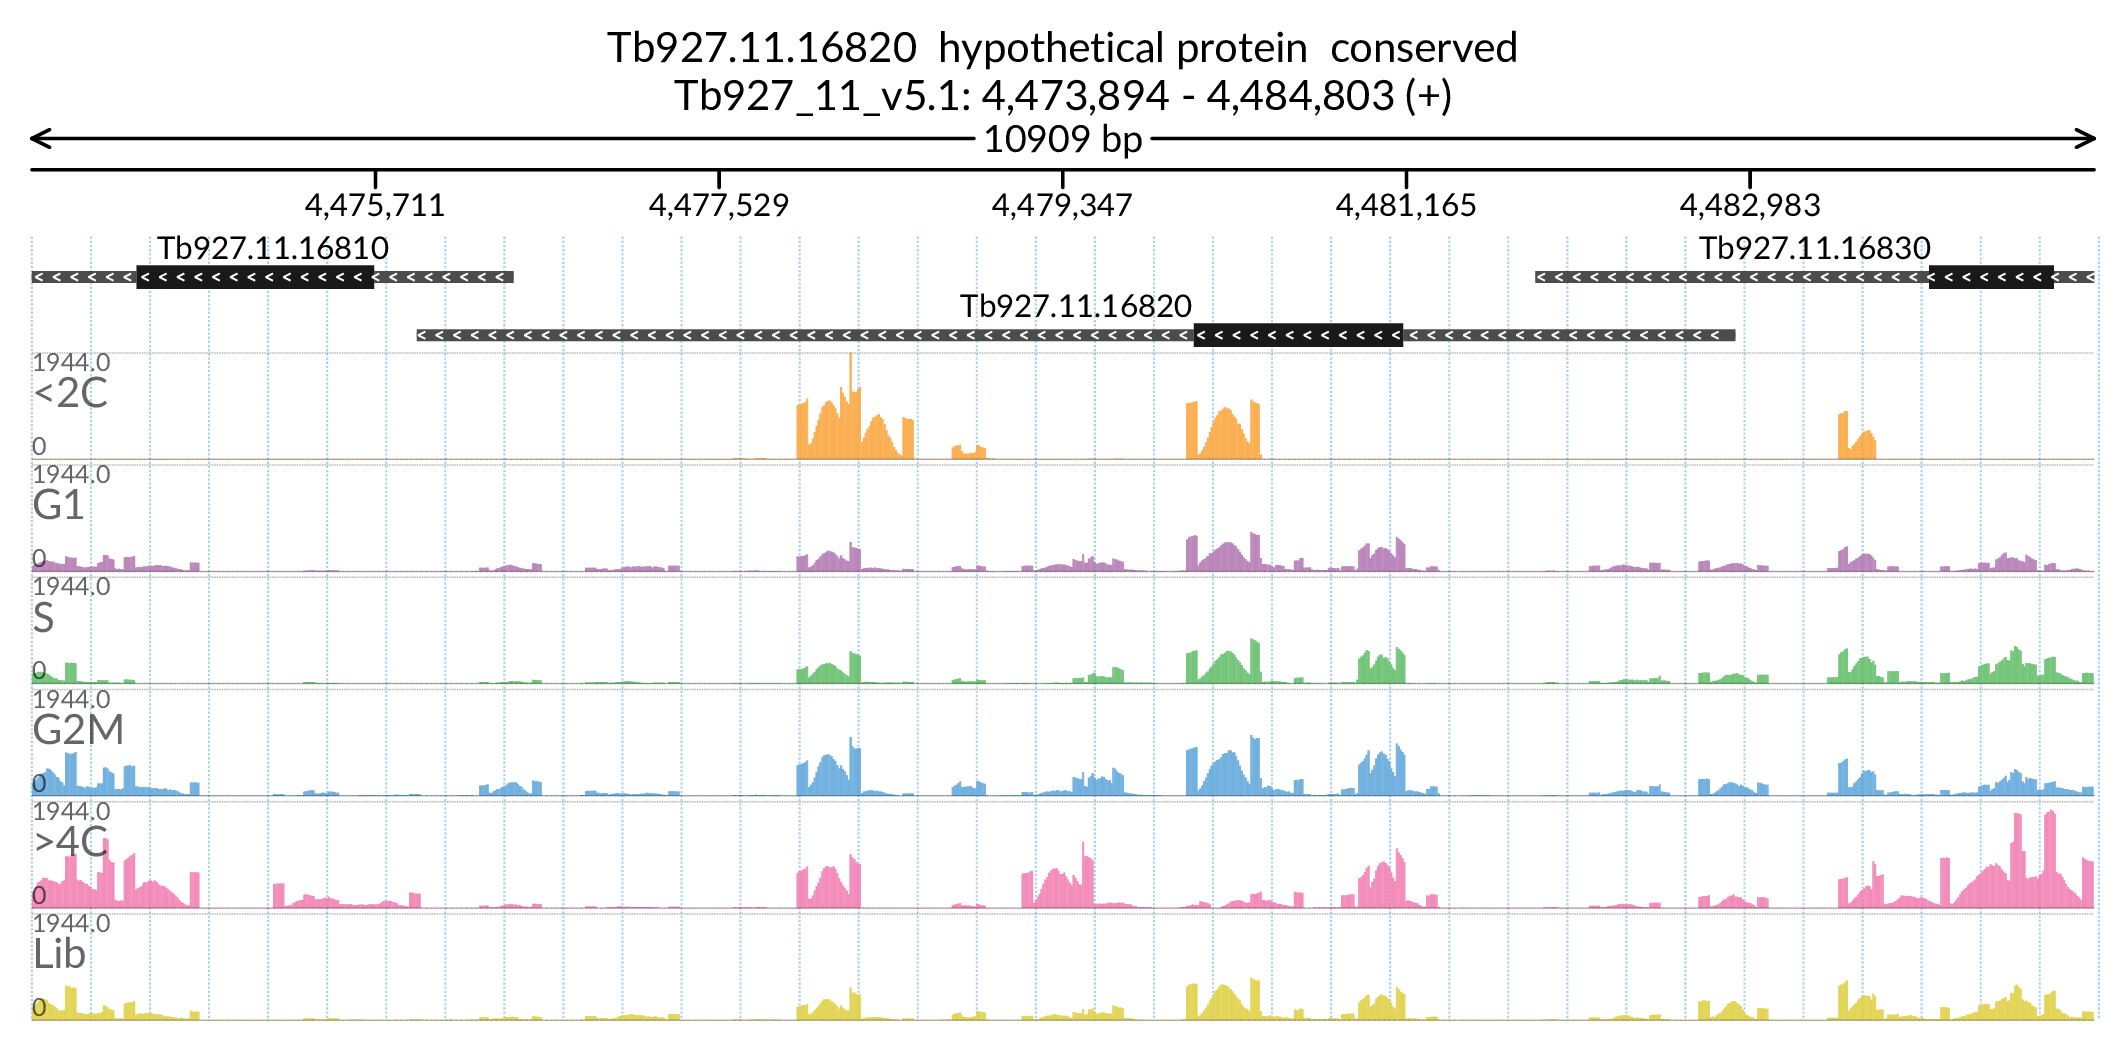 Tb927.11.16820 hypothetical protein conserved
Tb927_11_v5.1: 4,473,894 - 4,484,803 (+)
10909 bp
4,475,711 4,477,529 4,479,347 4,481,165 4,482,983
Tb927.11.16810 Tb927.11.16830
Tb927.11.16820
1944.0
<2C
0
1944.0
G1
0
1944.0
S
0
1944.0
G2M
0
1944.0
>4C
0
1944.0
Lib
0